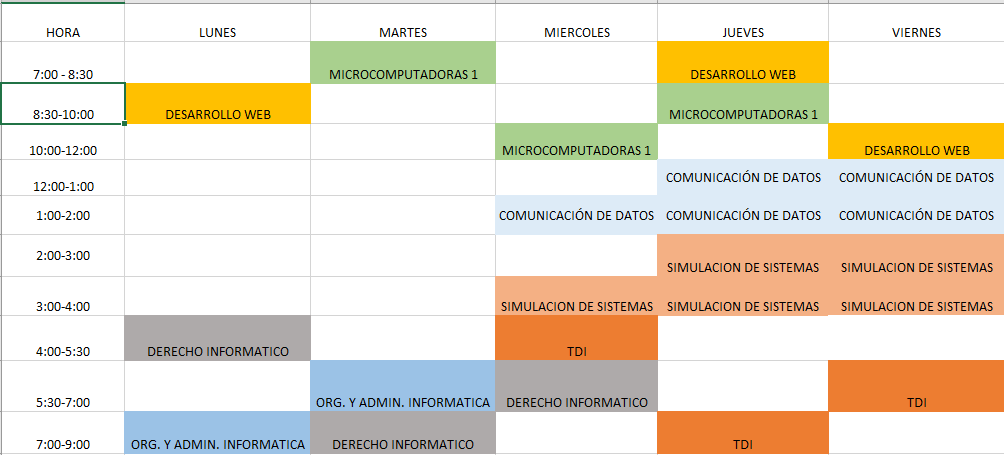 HORA LUNES MARTES MIERCOLES JUEVES VIERNES
7:00 - 8:30 MICROCOMPUTADORAS 1 DESARROLLO WEB
8:30-10:00 DESARROLLO WEB MICROCOMPUTADORAS 1
10:00-12:00 MICROCOMPUTADORAS 1 DESARROLLO WEB
12:00-1:00 COMUNICACIÓN DE DATOS COMUNICACIÓN DE DATOS
1:00-2:00 COMUNICACIÓN DE DATOS COMUNICACIÓN DE DATOS COMUNICACIÓN DE DATOS
2:00-3:00 SIMULACION DE SISTEMAS SIMULACION DE SISTEMAS
3:00-4:00 SIMULACION DE SISTEMAS SIMULACION DE SISTEMAS SIMULACION DE SISTEMAS
4:00-5:30 DERECHO INFORMATICO TDI
5:30-7:00 ORG. Y ADMIN. INFORMATICA DERECHO INFORMATICO TDI
7:00-9:00 ORG. Y ADMIN. INFORMATICA DERECHO INFORMATICO TDI